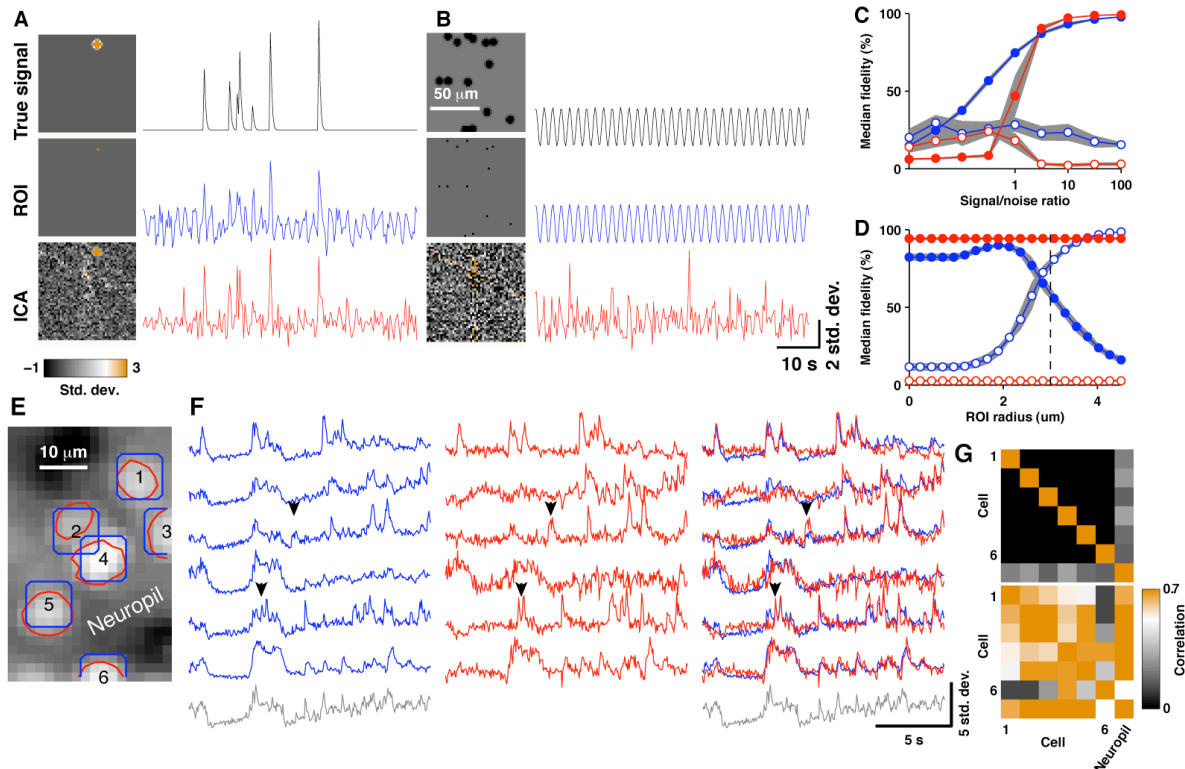 A
B
C
True signal
50 μm
ROI
ICA
10 s
2 std. dev.
−1
3
Std. dev.
Median fidelity (%)
100
50
0
1
10
100
Signal/noise ratio
D
Median fidelity (%)
100
50
0
0
2
4
ROI radius (um)
E
10 μm
1
2
3
4
5
6
Neuropil
F
5 s
5 std. dev.
G
1
Cell
6
1
Cell
6
1
Cell
6
Neuropil
0.7
0
Correlation